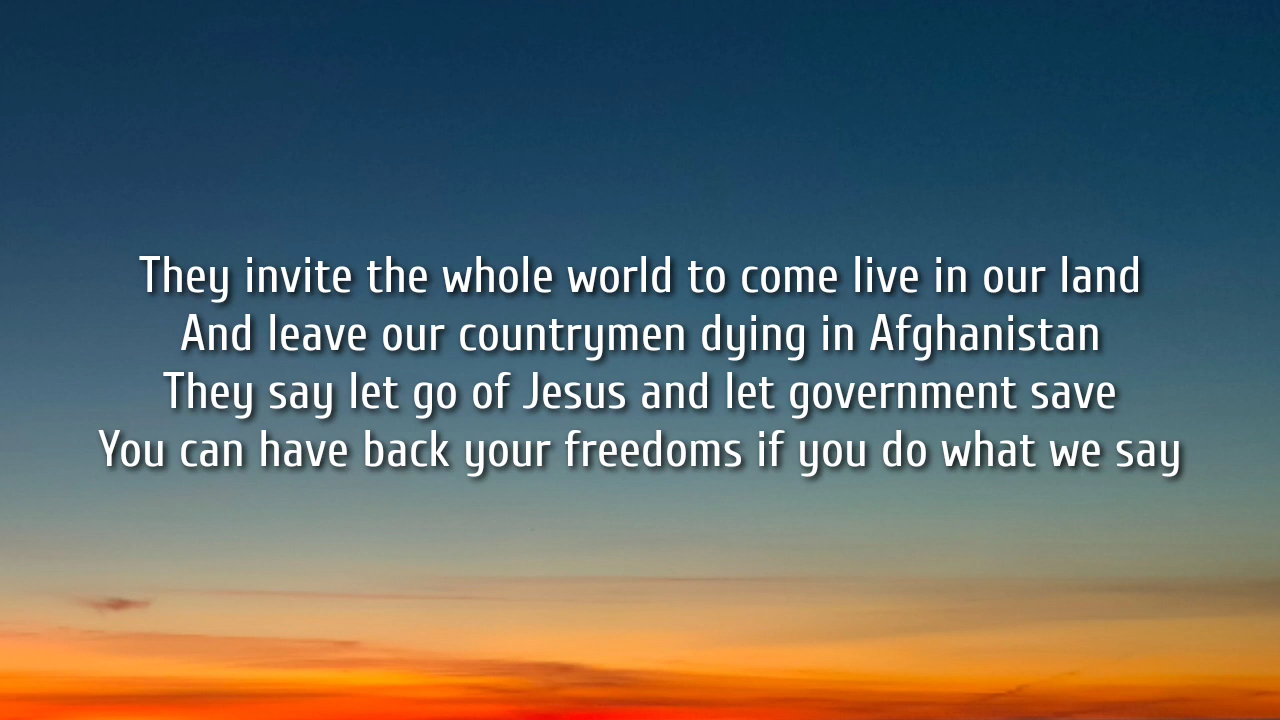 They invite the whole world to come live in our land
And leave our countrymen dying in Afghanistan
They say let go of Jesus and let government save
You can have back your freedoms if you do what we say